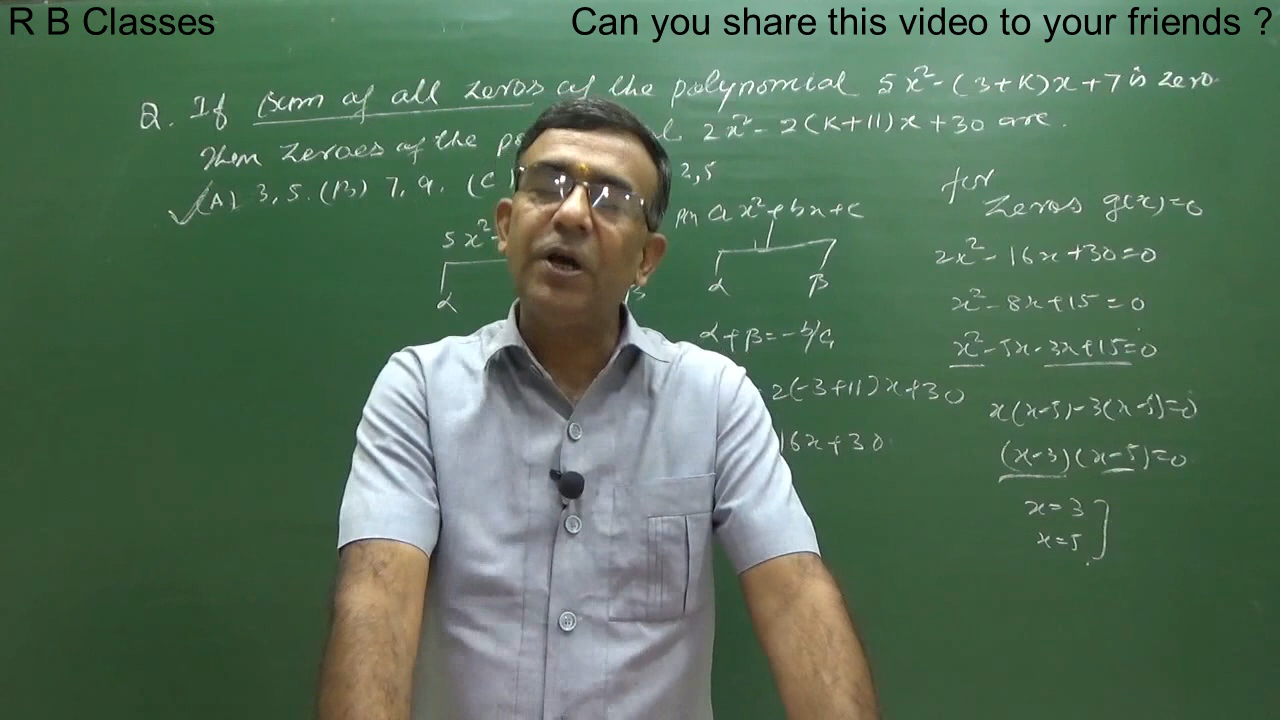 R B Classes
Can you share this video to your friends ?
Q. If sum of all zeros of the polynomial 5x²-(3+K)x+7 is zero
then zeroes of the 2x²-2(K+11)x+30 are.
✓(A) 3,5. (B) 7,9. (C 2,5
5x²-
α
β
ax²+bx+c
α β
α+β=-b/a
2(-3+11)x+30
16x+30
for
zeros g(x)=0
2x²-16x+30=0
x²-8x+15=0
x²-5x-3x+15=0
x(x-5)-3(x-5)=0
(x-3)(x-5)=0
x=3
x=5